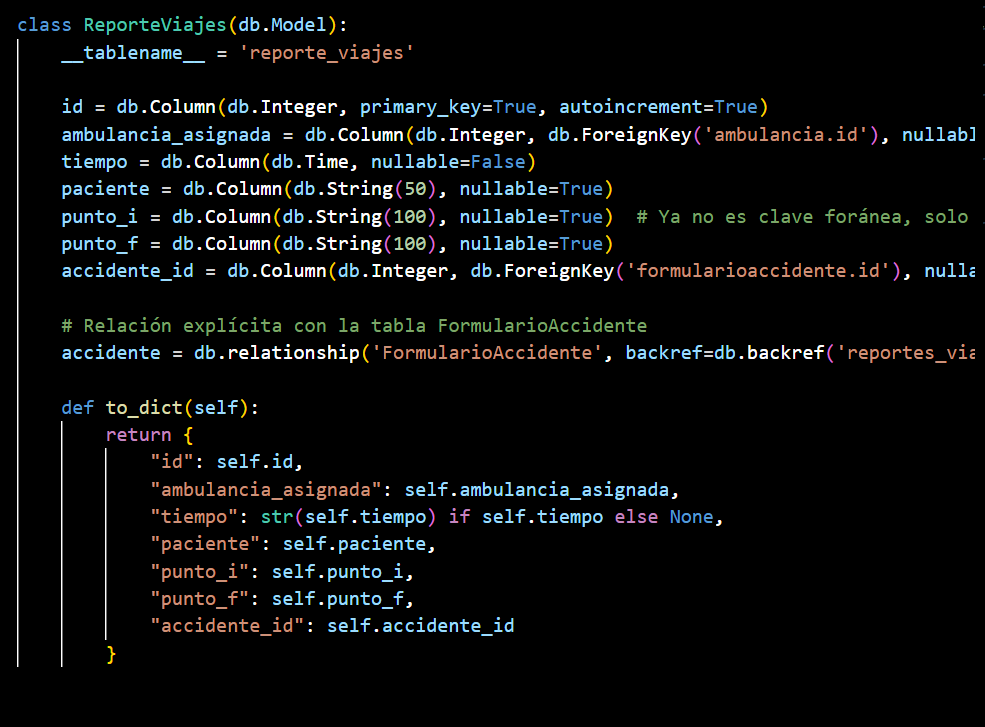 class ReporteViajes(db.Model):
    __tablename__ = 'reporte_viajes'

    id = db.Column(db.Integer, primary_key=True, autoincrement=True)
    ambulancia_asignada = db.Column(db.Integer, db.ForeignKey('ambulancia.id'), nullabl
    tiempo = db.Column(db.Time, nullable=False)
    paciente = db.Column(db.String(50), nullable=True)
    punto_i = db.Column(db.String(100), nullable=True)  # Ya no es clave foránea, solo
    punto_f = db.Column(db.String(100), nullable=True)
    accidente_id = db.Column(db.Integer, db.ForeignKey('formularioaccidente.id'), nulla

    # Relación explícita con la tabla FormularioAccidente
    accidente = db.relationship('FormularioAccidente', backref=db.backref('reportes_via

    def to_dict(self):
        return {
            "id": self.id,
            "ambulancia_asignada": self.ambulancia_asignada,
            "tiempo": str(self.tiempo) if self.tiempo else None,
            "paciente": self.paciente,
            "punto_i": self.punto_i,
            "punto_f": self.punto_f,
            "accidente_id": self.accidente_id
        }